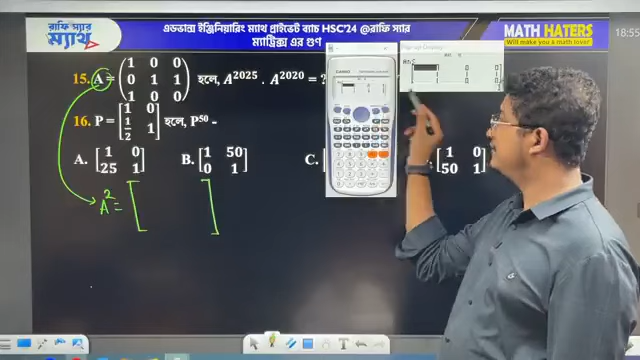 রাফি স্যার
ম্যাথ
এডভান্স ইঞ্জিনিয়ারিং ম্যাথ প্রাইভেট ব্যাচ HSC'24 @রাফি স্যার
ম্যাট্রিক্স এর গুণ
MATH HATERS
Will make you a math lover!
18:55
15. A = (1 0 0
0 1 1
1 0 0) হলে, A^2025 . A^2020 = ?
16. P = [1 0
1/2 1] হলে, P^50 -
A. [1 0
25 1]
B. [1 50
0 1]
C. [
[1 0
50 1]
A^2 = [ ]
CASIO